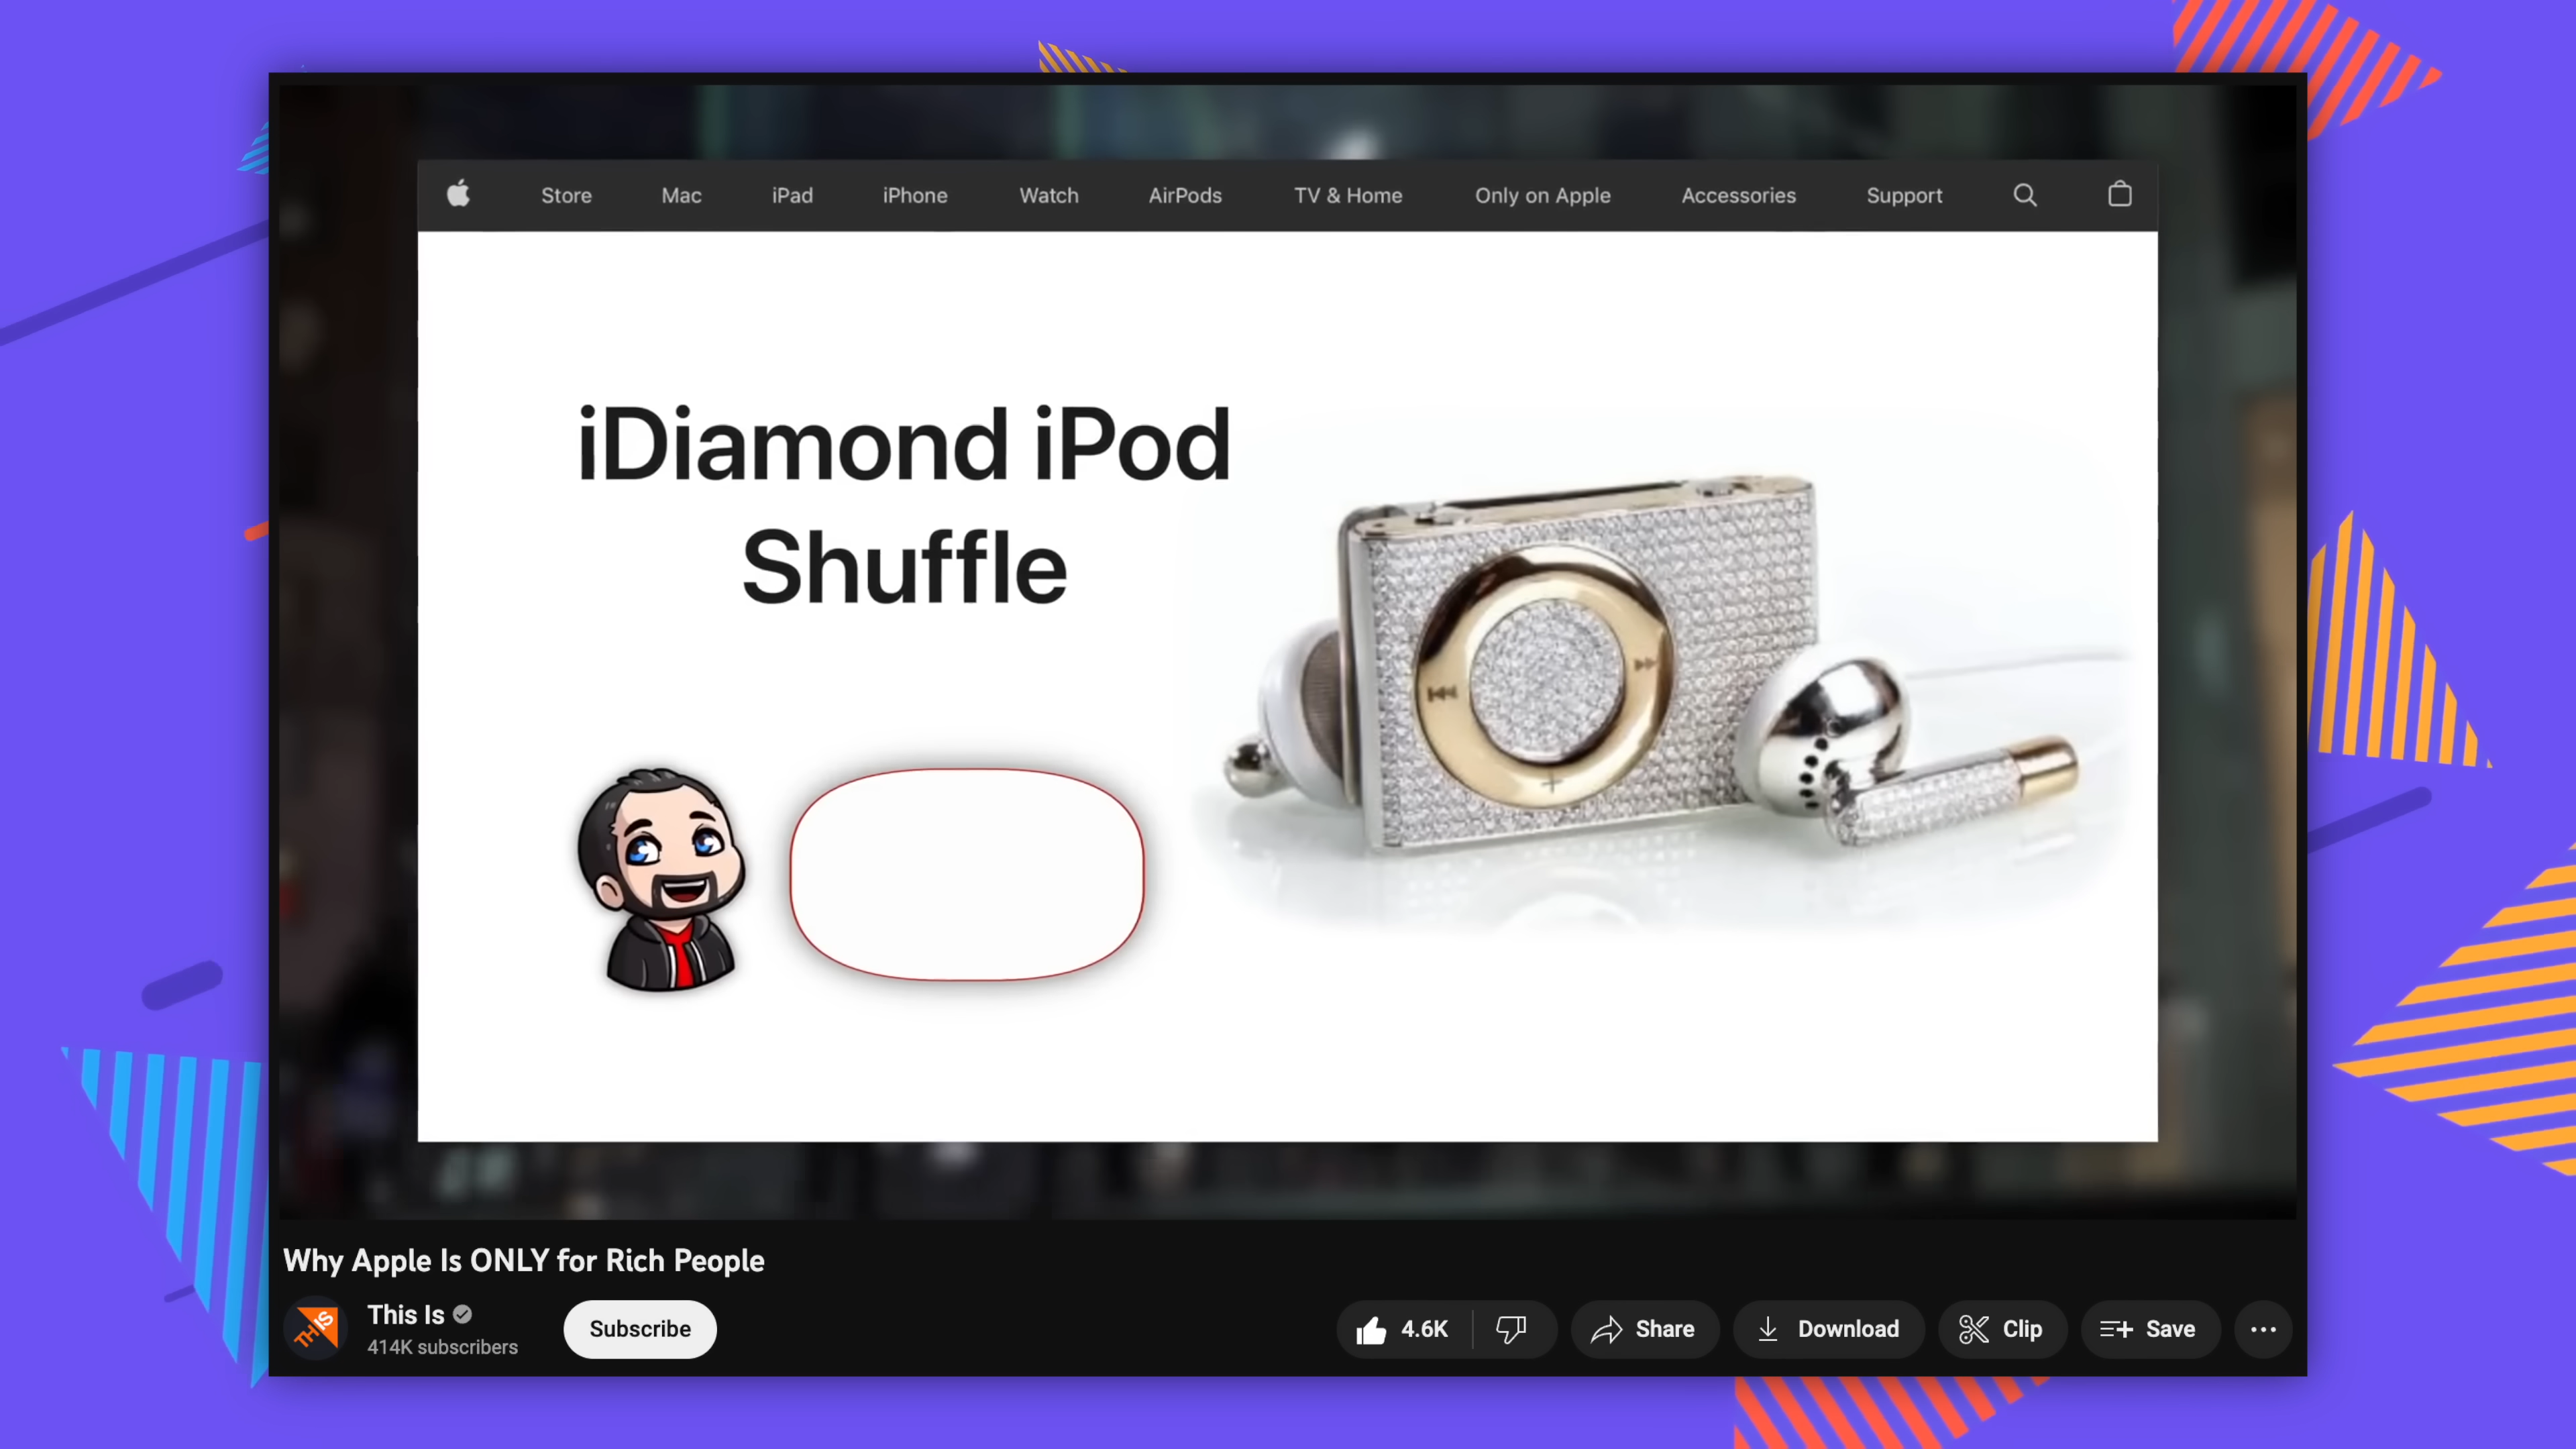 Store Mac iPad iPhone Watch AirPods TV & Home Only on Apple Accessories Support
iDiamond iPod
Shuffle
Why Apple Is ONLY for Rich People
THIS
This Is
414K subscribers
Subscribe
4.6K
Share
Download
Clip
Save